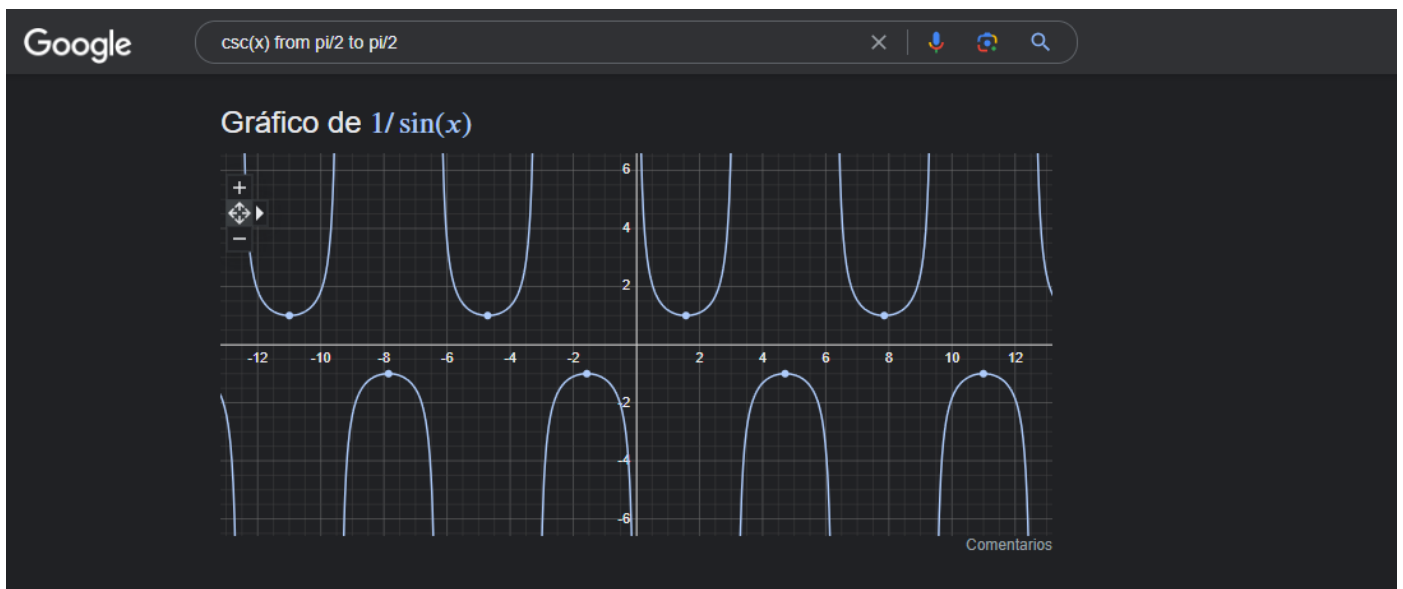 Google
csc(x) from pi/2 to pi/2
Gráfico de 1/ sin(x)
+
−
6
4
2
-12 -10 -8 -6 -4 -2 2 4 6 8 10 12
-2
-4
-6
Comentarios